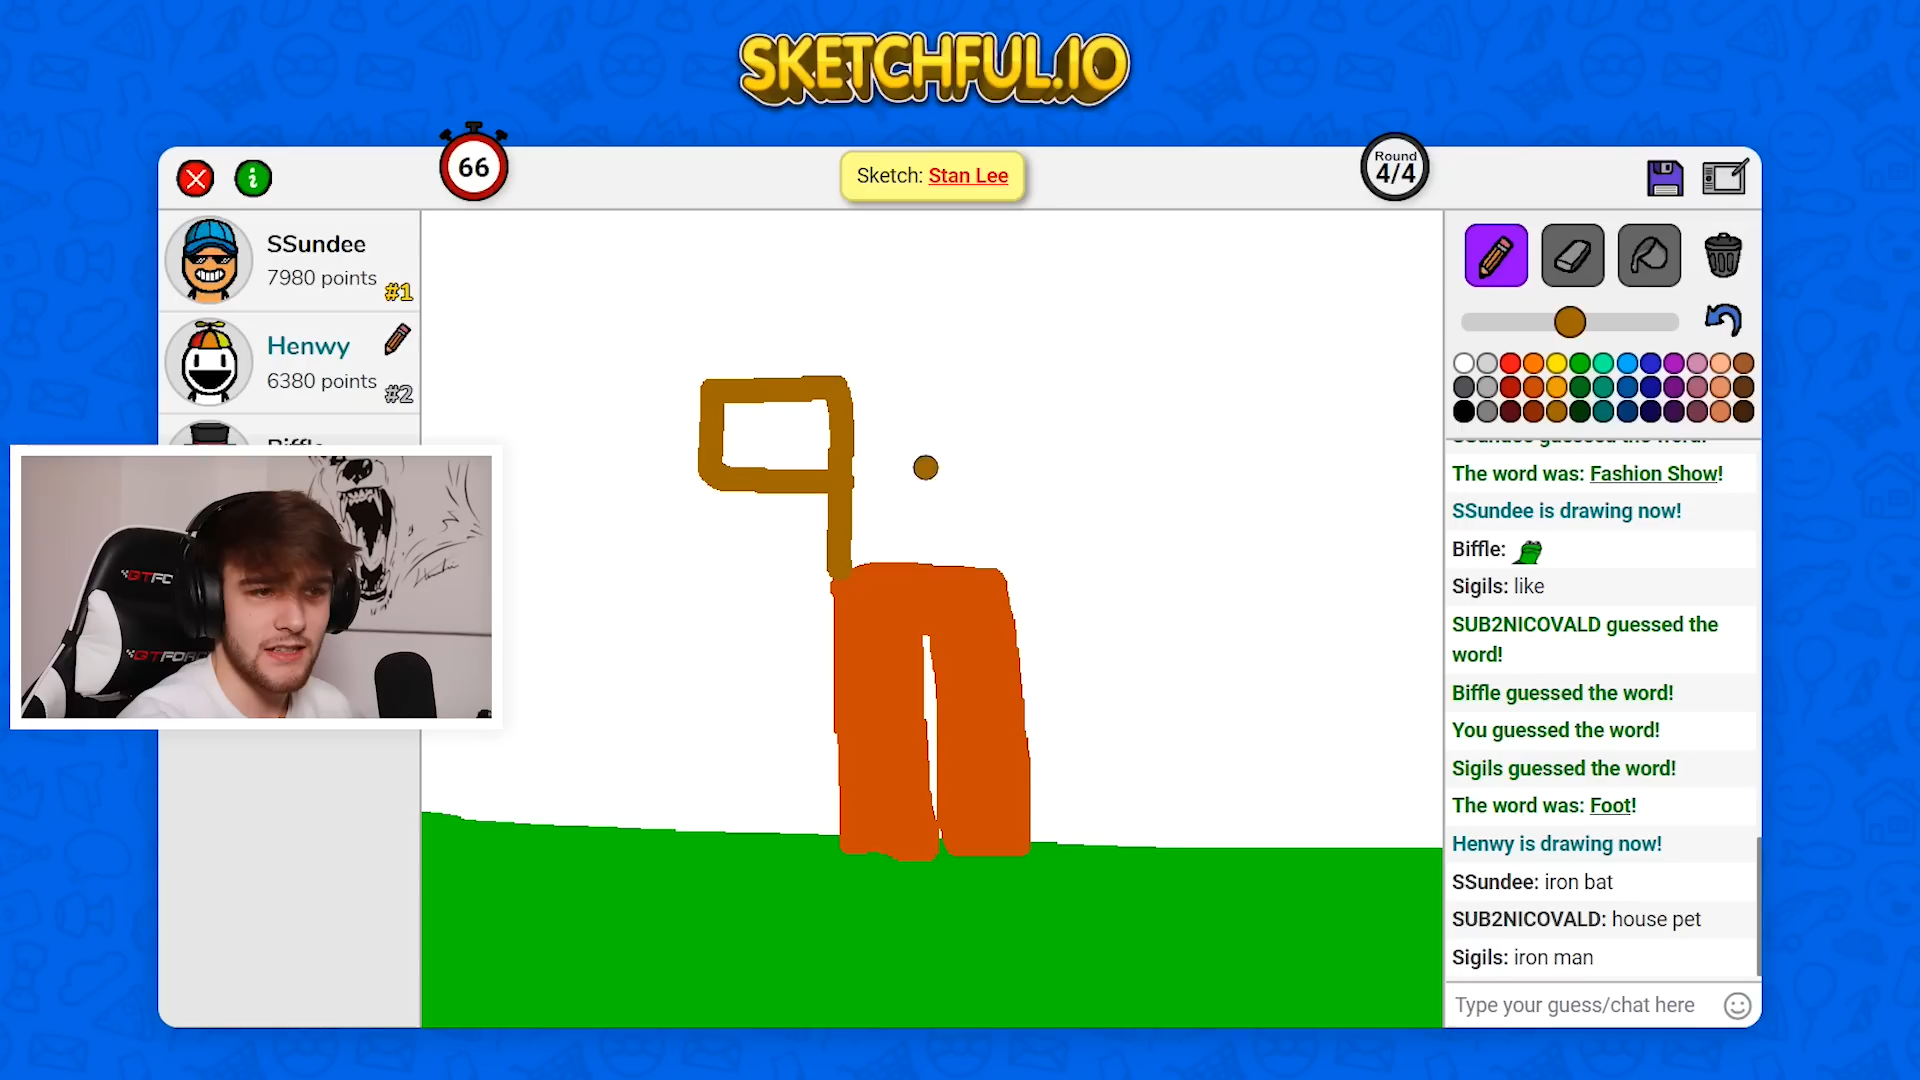 SKETCHFUL.IO
66
Sketch: Stan Lee
Round
4/4
SSundee
7980 points
#1
Henwy
6380 points
#2
Biffle
The word was: Fashion Show!
SSundee is drawing now!
Biffle:
Sigils: like
SUB2NICOVALD guessed the
word!
Biffle guessed the word!
You guessed the word!
Sigils guessed the word!
The word was: Foot!
Henwy is drawing now!
SSundee: iron bat
SUB2NICOVALD: house pet
Sigils: iron man
Type your guess/chat here